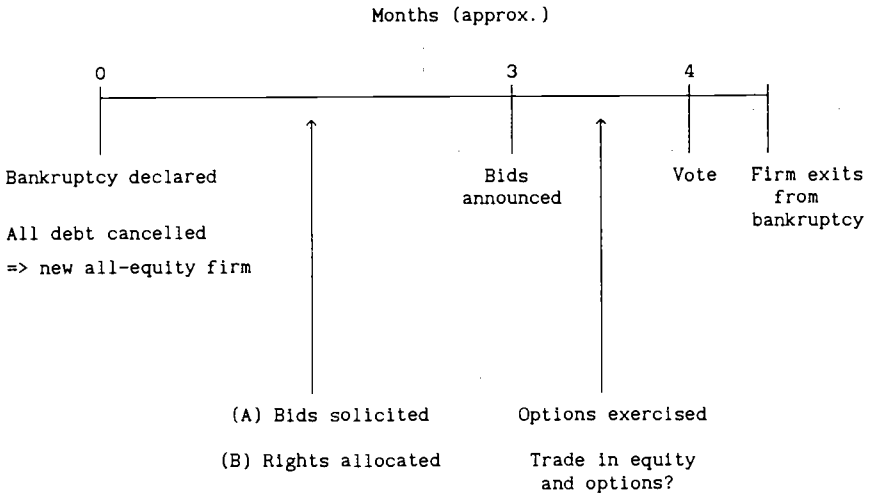 Months (approx.)
0
3
4
Bankruptcy declared
All debt cancelled
=> new all-equity firm
Bids
announced
Vote
Firm exits
from
bankruptcy
(A) Bids solicited
(B) Rights allocated
Options exercised
Trade in equity
and options?